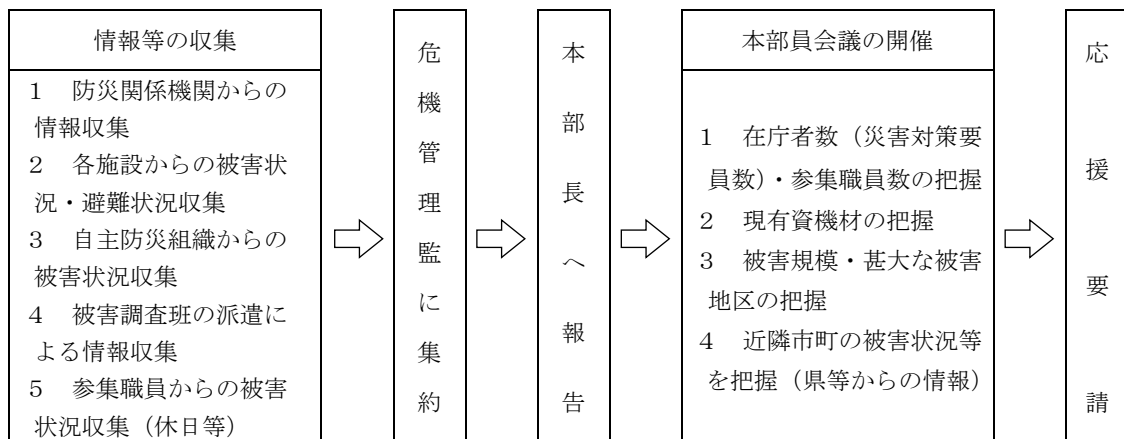 情報等の収集
1　防災関係機関からの
情報収集
2　各施設からの被害状
況・避難状況収集
3　自主防災組織からの
被害状況収集
4　被害調査班の派遣に
よる情報収集
5　参集職員からの被害
状況収集（休日等）
危機管理監に集約
本部長へ報告
本部員会議の開催
1　在庁者数（災害対策要
員数）・参集職員数の把握
2　現有資機材の把握
3　被害規模・甚大な被害
地区の把握
4　近隣市町の被害状況等
を把握（県等からの情報）
応援要請